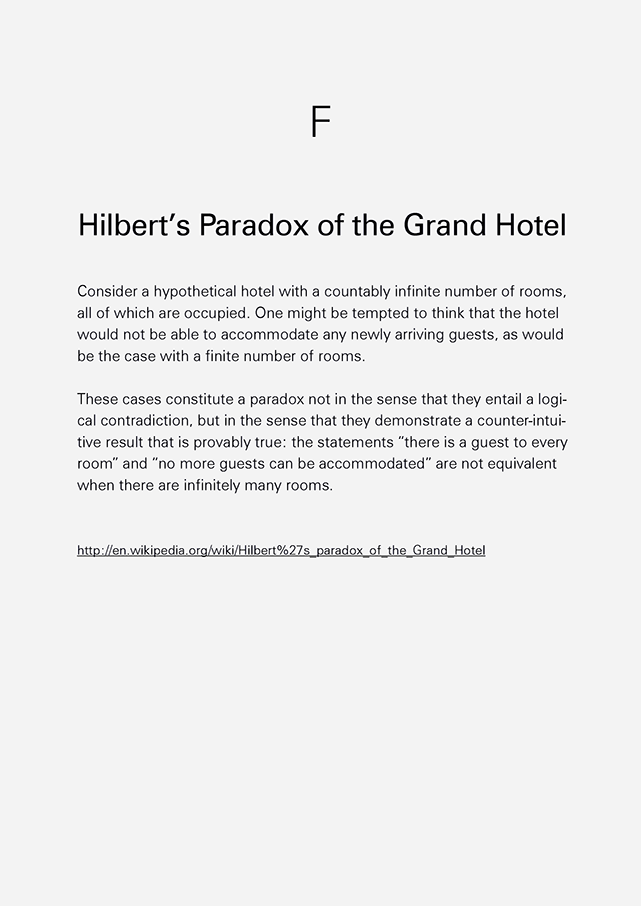 F
Hilbert’s Paradox of the Grand Hotel
Consider a hypothetical hotel with a countably infinite number of rooms,
all of which are occupied. One might be tempted to think that the hotel
would not be able to accommodate any newly arriving guests, as would
be the case with a finite number of rooms.
These cases constitute a paradox not in the sense that they entail a logi-
cal contradiction, but in the sense that they demonstrate a counter-intui-
tive result that is provably true: the statements “there is a guest to every
room” and “no more guests can be accommodated” are not equivalent
when there are infinitely many rooms.
http://en.wikipedia.org/wiki/Hilbert%27s_paradox_of_the_Grand_Hotel